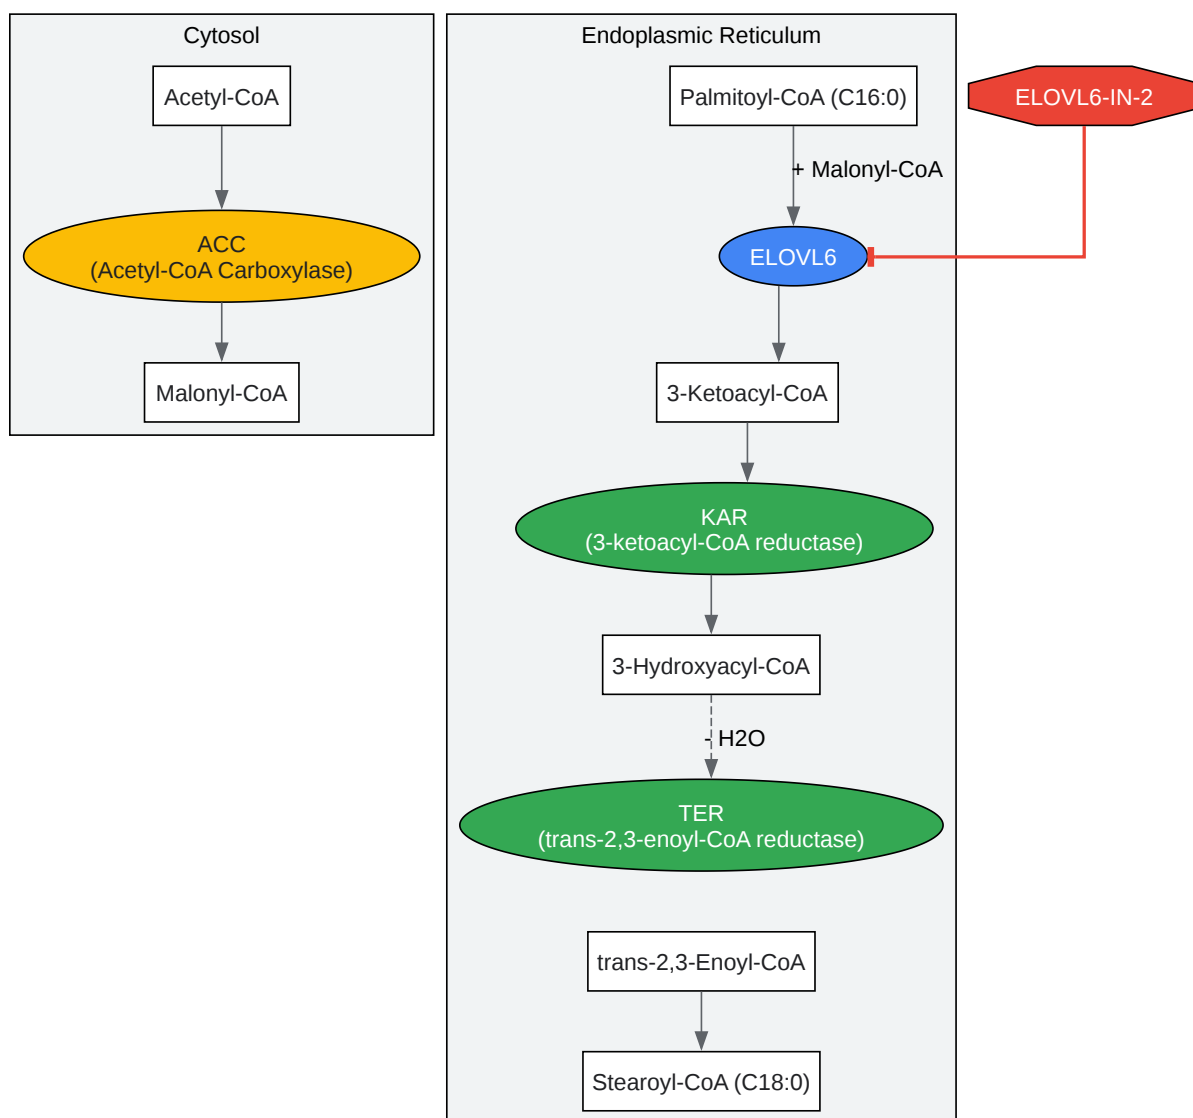 Cytosol
Acetyl-CoA
ACC
(Acetyl-CoA Carboxylase)
Malonyl-CoA
Endoplasmic Reticulum
Palmitoyl-CoA (C16:0)
+ Malonyl-CoA
ELOVL6
3-Ketoacyl-CoA
KAR
(3-ketoacyl-CoA reductase)
3-Hydroxyacyl-CoA
- H2O
TER
(trans-2,3-enoyl-CoA reductase)
trans-2,3-Enoyl-CoA
Stearoyl-CoA (C18:0)
ELOVL6-IN-2